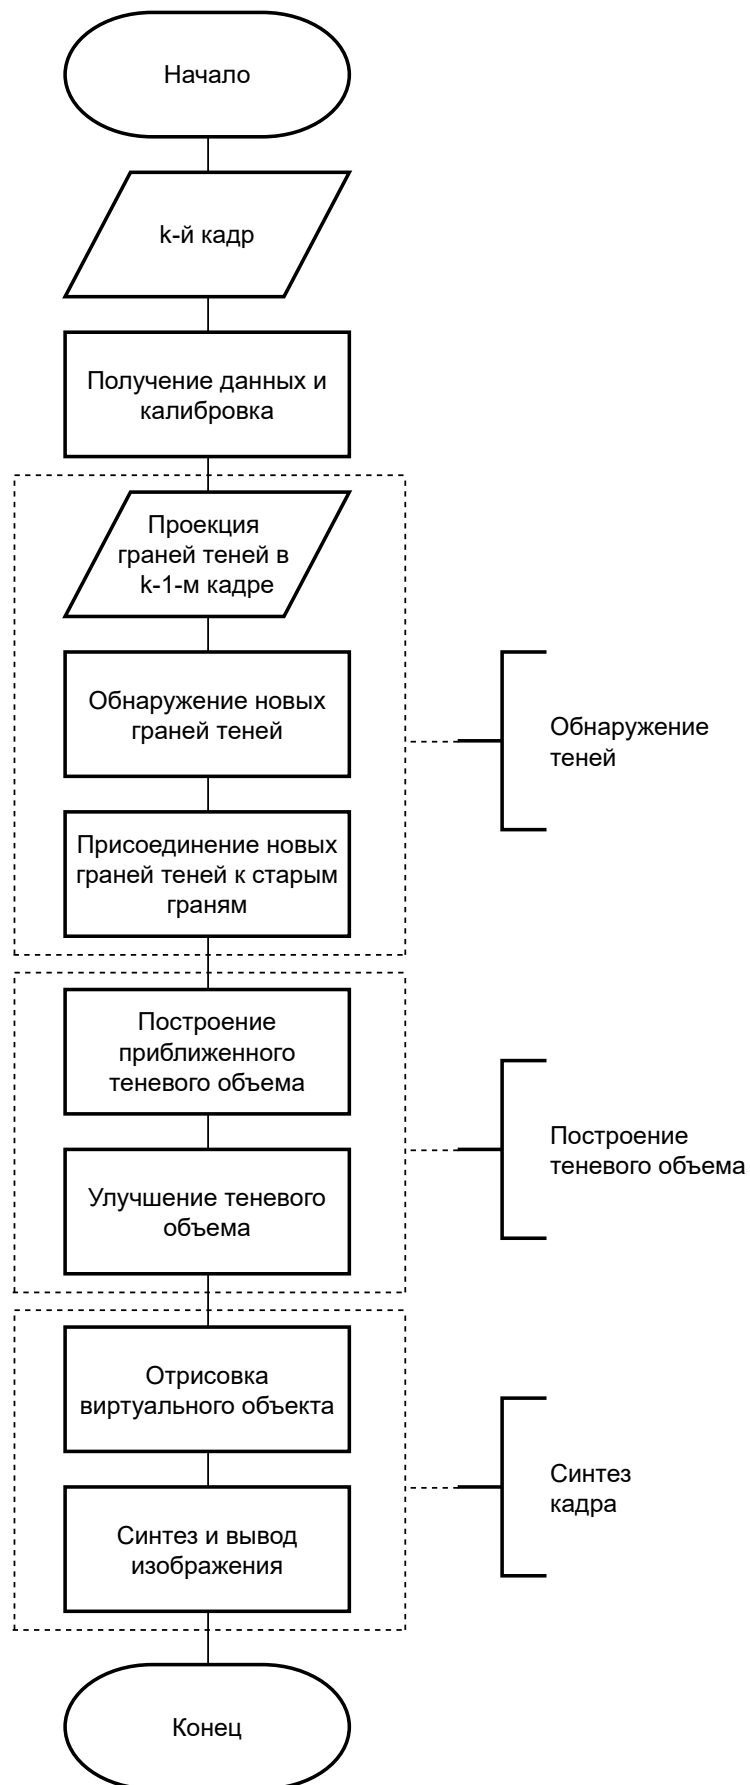 Начало
k-й кадр
Получение данных и
калибровка
Проекция
граней теней в
k-1-м кадре
Обнаружение новых
граней теней
Обнаружение
теней
Присоединение новых
граней теней к старым
граням
Построение
приближенного
теневого объема
Улучшение теневого
объема
Построение
теневого объема
Отрисовка
виртуального объекта
Синтез и вывод
изображения
Синтез
кадра
Конец